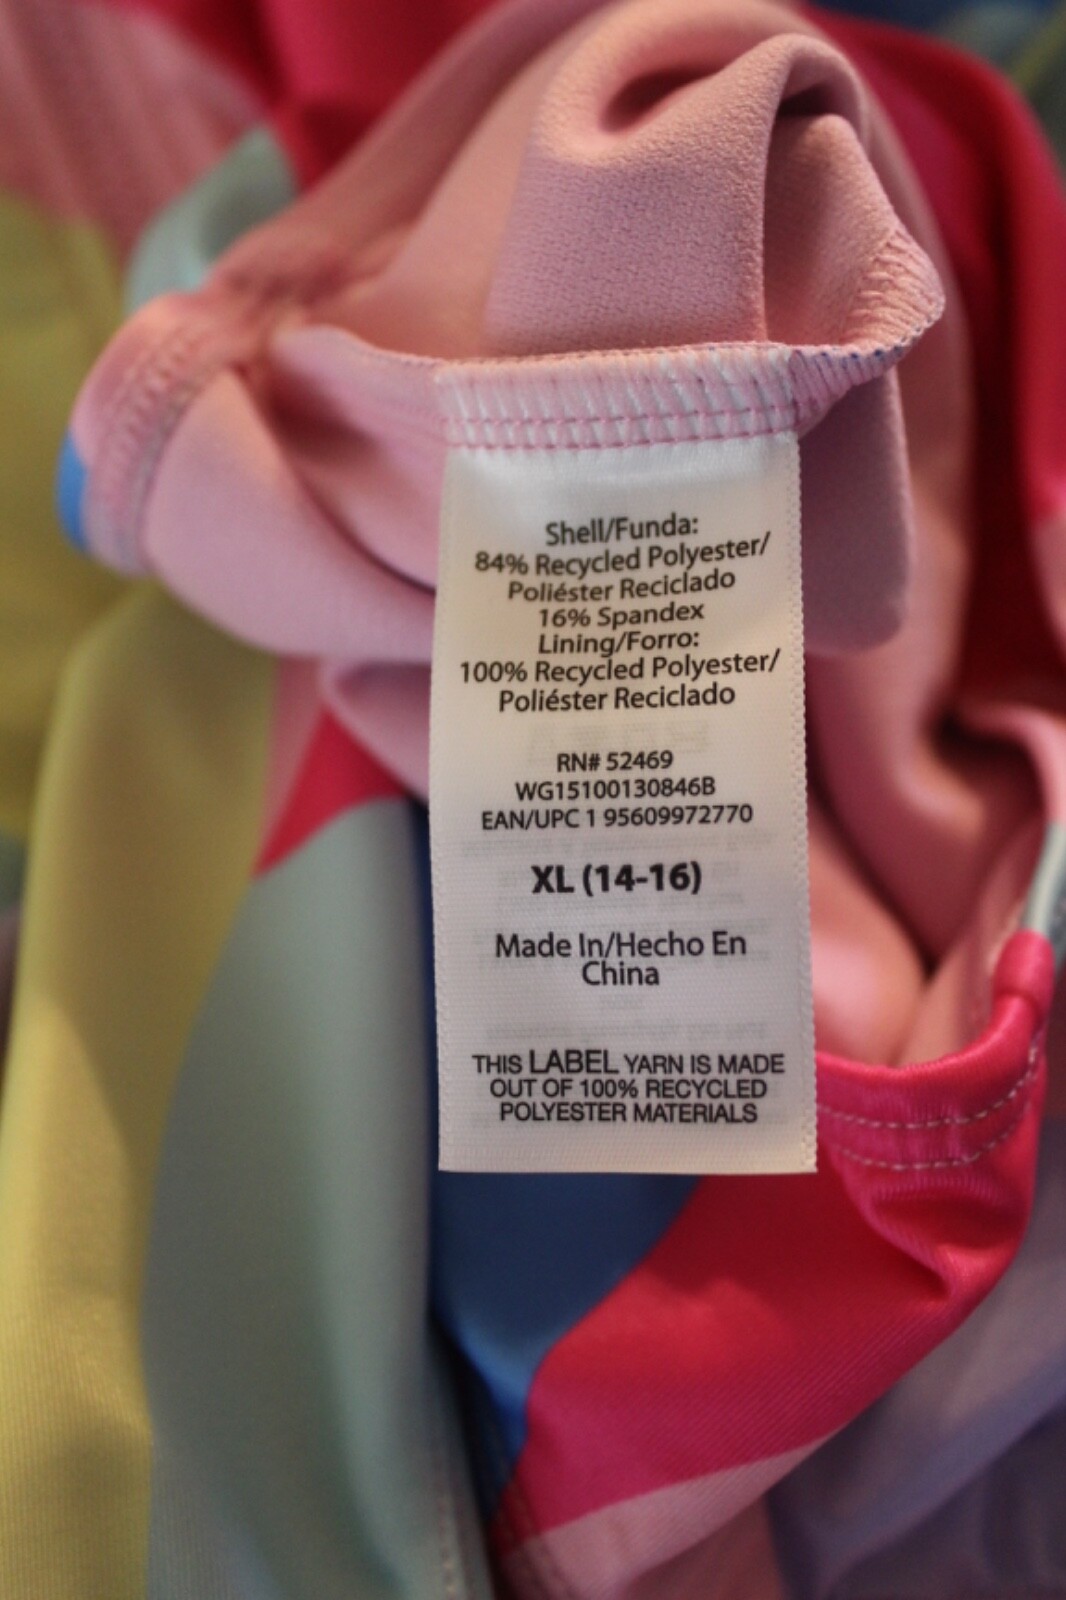 Shell/Funda:
84% Recycled Polyester/
Poliéster Reciclado
16% Spandex
Lining/Forro:
100% Recycled Polyester/
Poliéster Reciclado
RN# 52469
WG15100130846B
EAN/UPC 1 95609972770
XL (14-16)
Made In/Hecho En
China
THIS LABEL YARN IS MADE
OUT OF 100% RECYCLED
POLYESTER MATERIALS